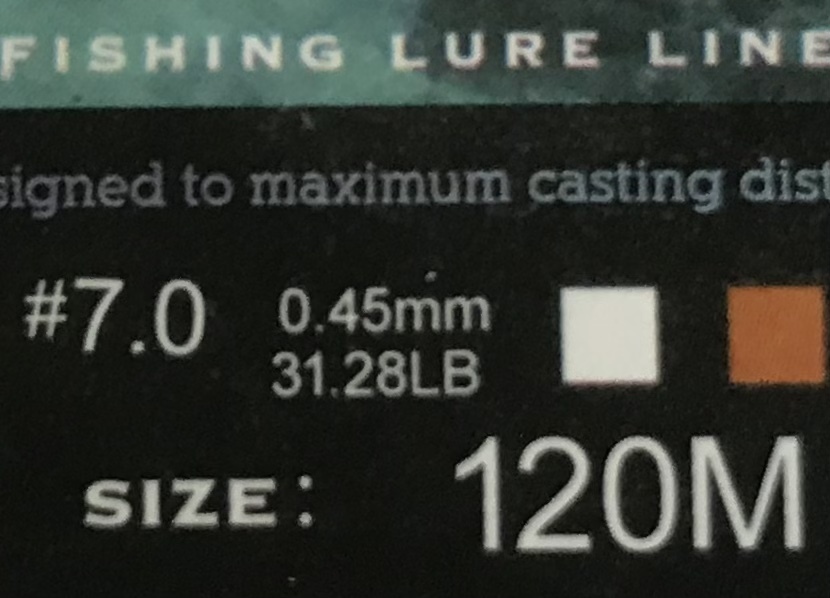 FISHING LURE LINE
signed to maximum casting dist
#7.0 0.45mm
31.28LB
SIZE: 120M